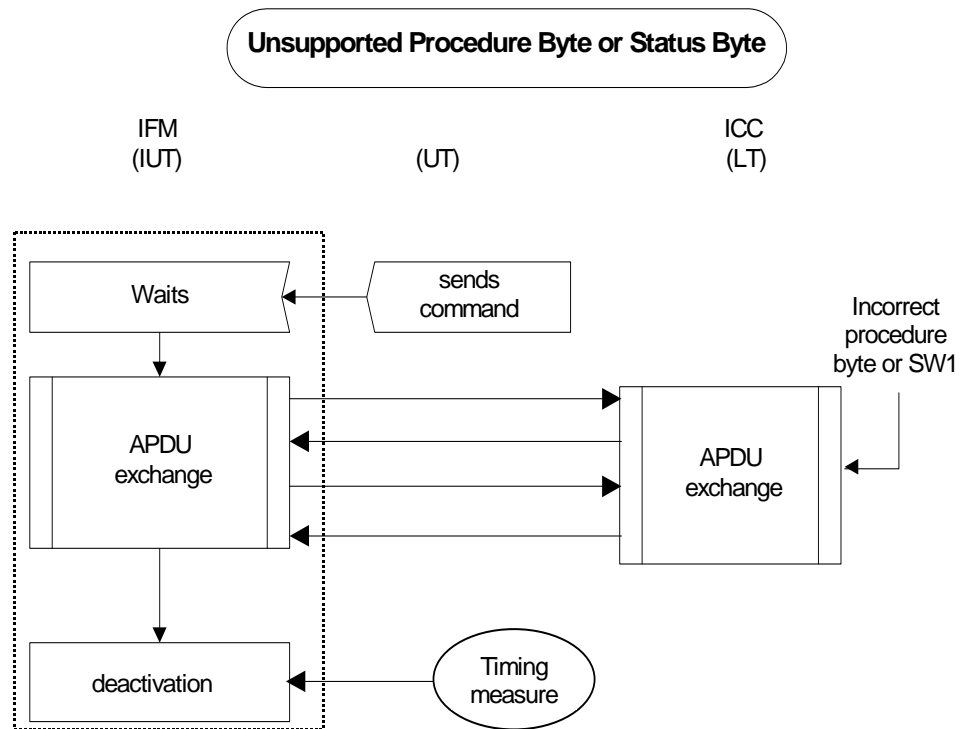 Unsupported Procedure Byte or Status Byte
IFM
(IUT)
(UT)
ICC
(LT)
Waits
sends
command
Incorrect
procedure
byte or SW1
APDU
exchange
APDU
exchange
deactivation
Timing
measure